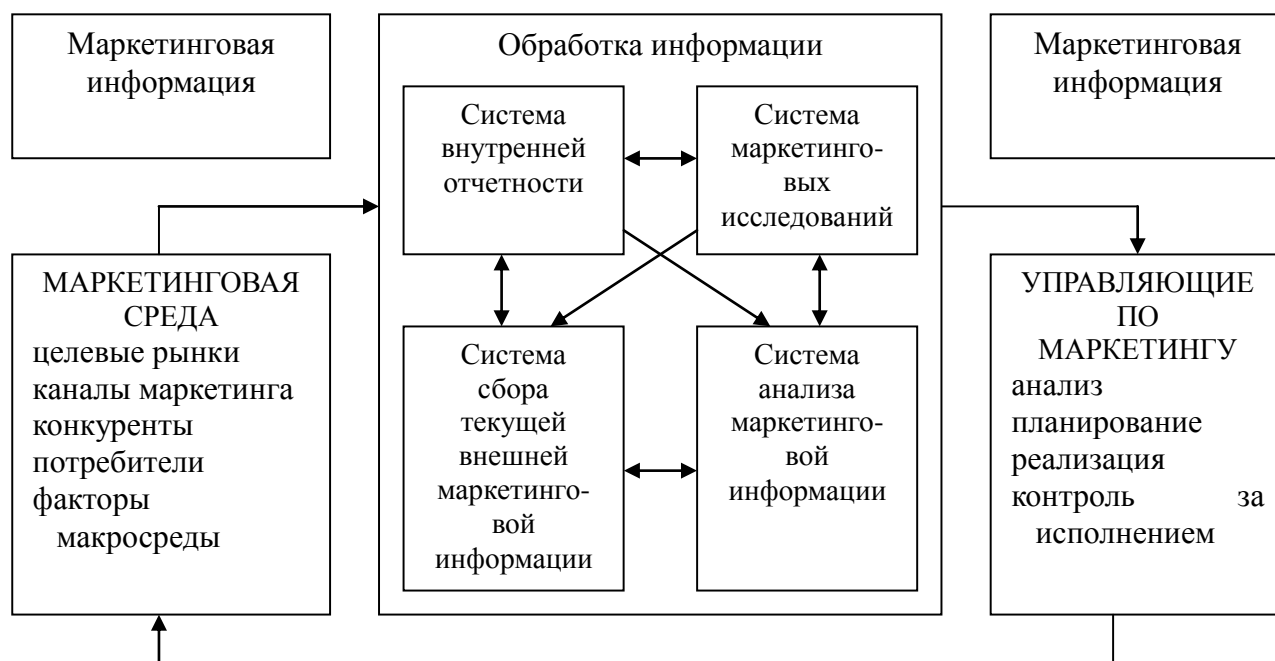 Маркетинговая
информация
Обработка информации
Система
внутренней
отчетности
Система
маркетинго-
вых
исследований
Система
сбора
текущей
внешней
маркетинго-
вой
информации
Система
анализа
маркетинго-
вой
информации
Маркетинговая
информация
МАРКЕТИНГОВАЯ
СРЕДА
целевые рынки
каналы маркетинга
конкуренты
потребители
факторы
макросреды
УПРАВЛЯЮЩИЕ
ПО
МАРКЕТИНГУ
анализ
планирование
реализация
контроль за
исполнением